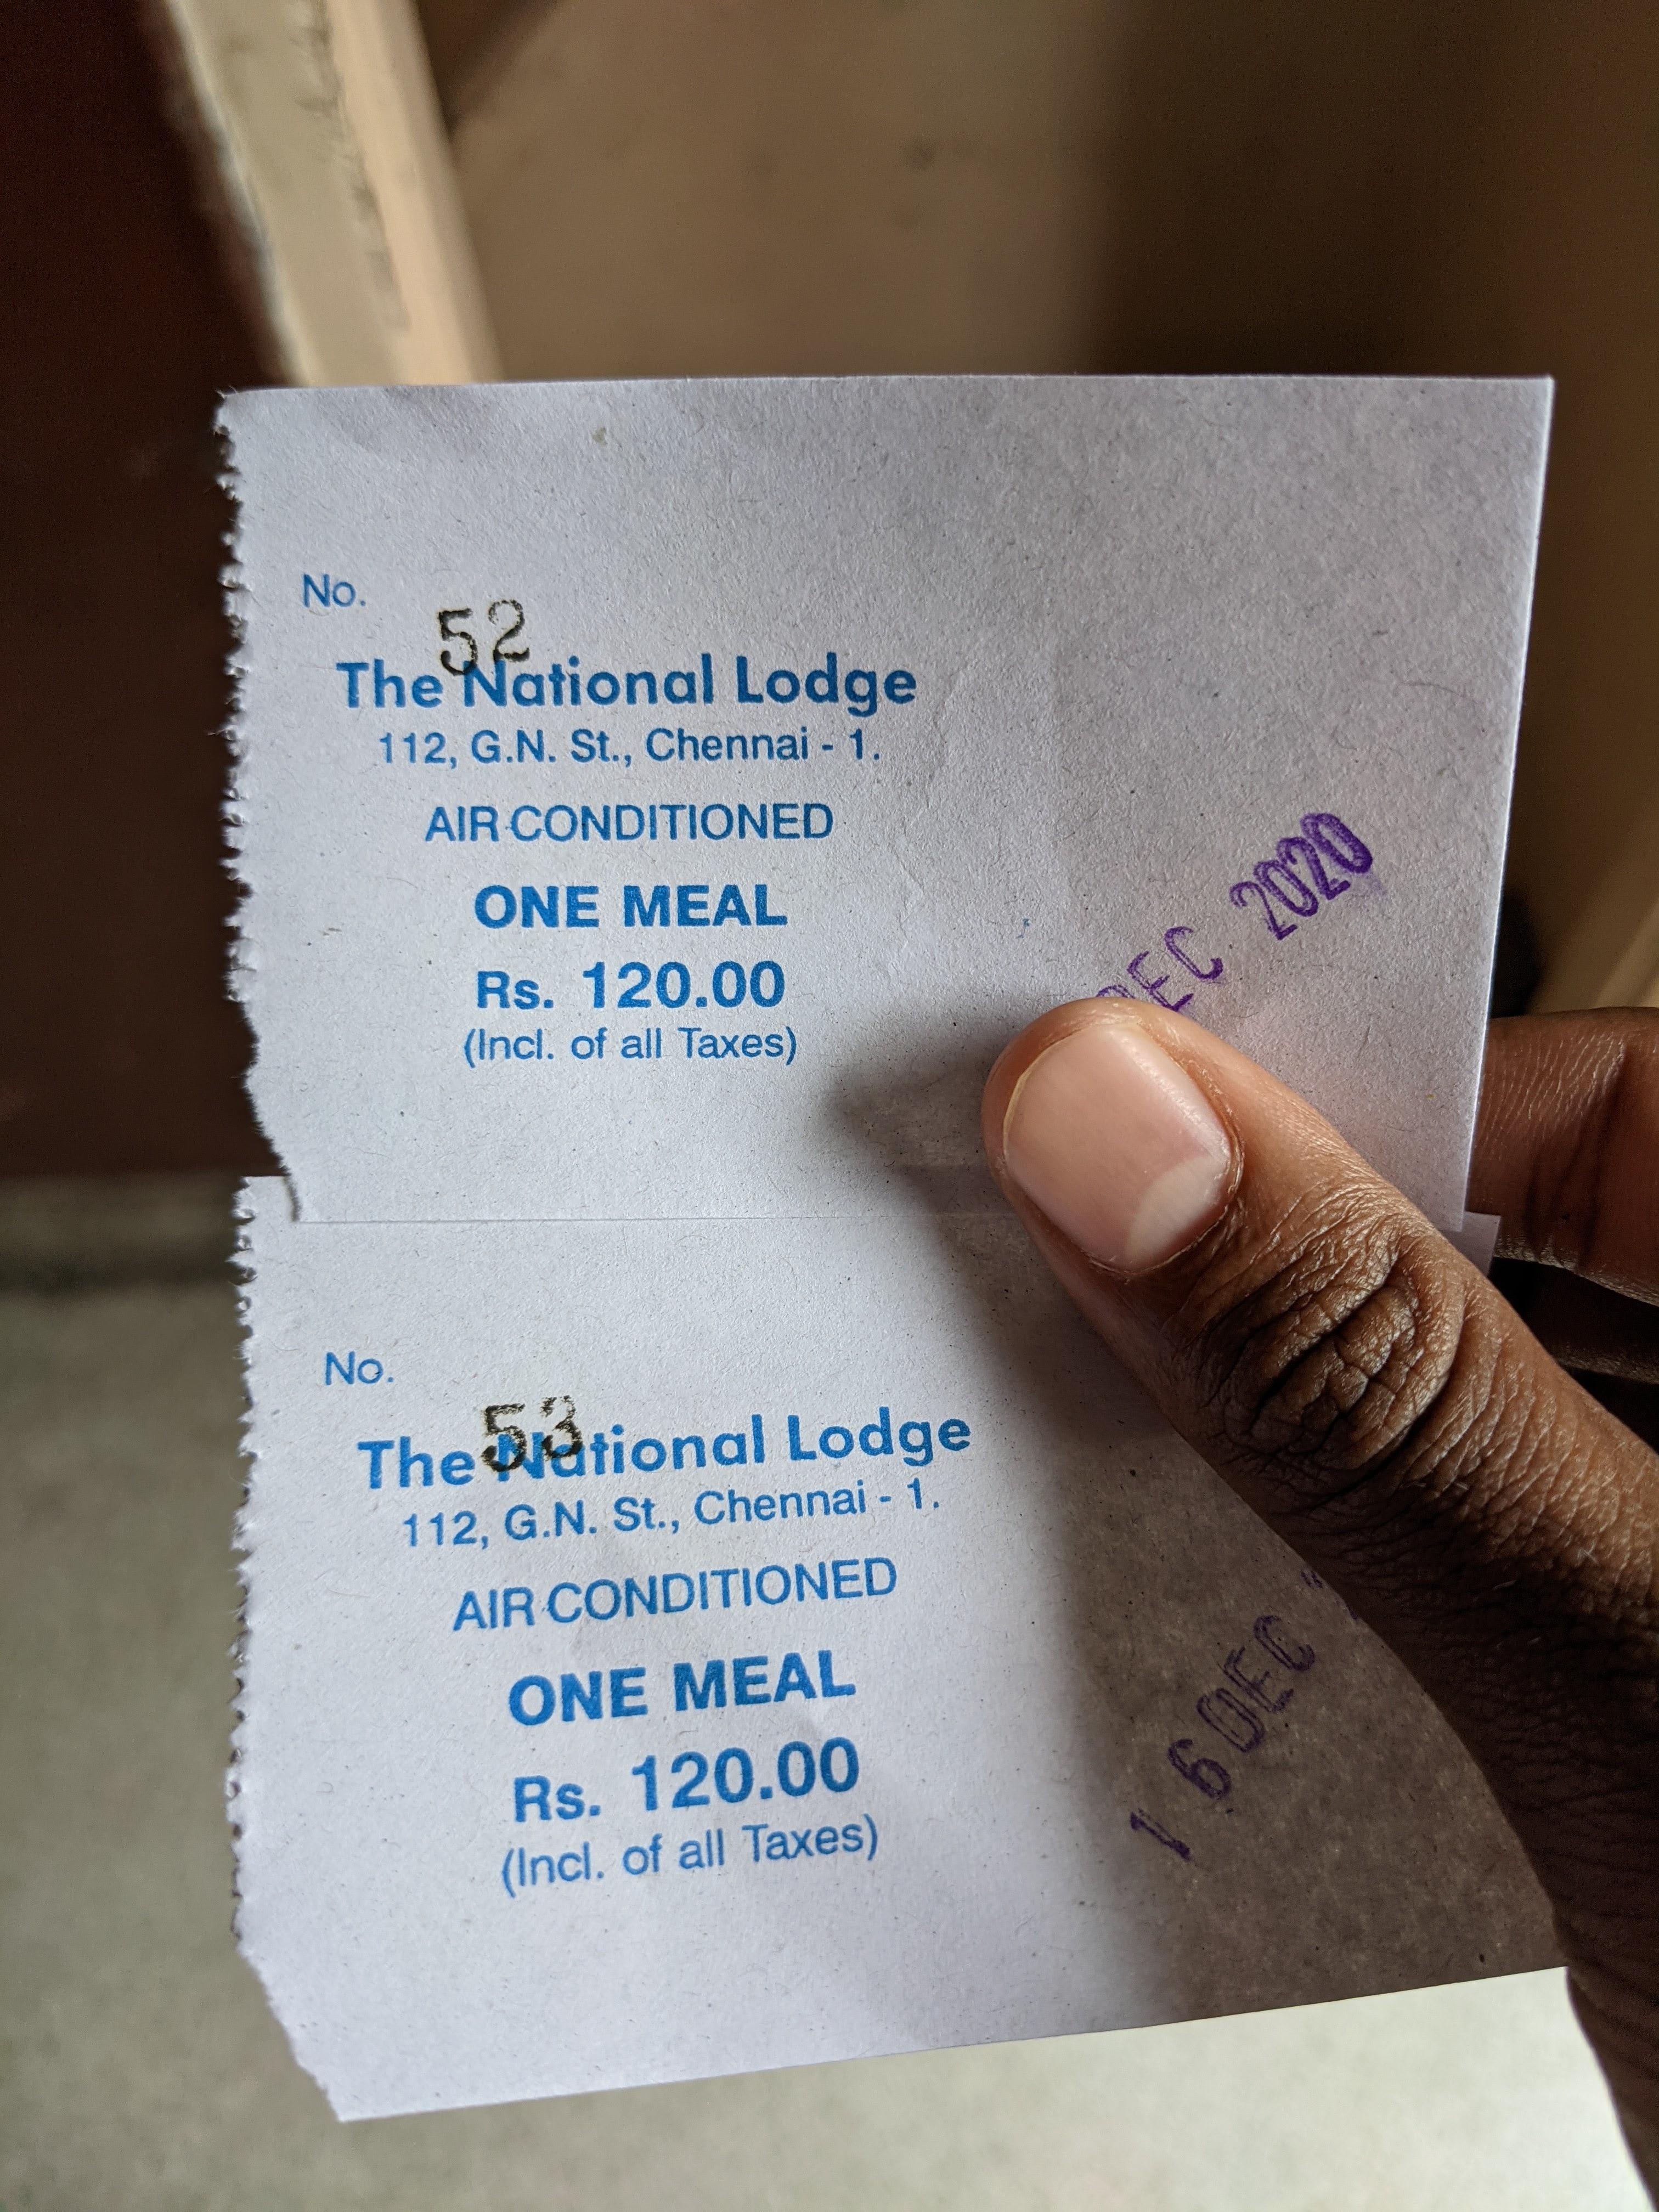 No.
52
The National Lodge
112, G.N. St., Chennai - 1.
AIR-CONDITIONED
ONE MEAL
Rs. 120.00
(Incl. of all Taxes)
DEC 2020
No.
53
The National Lodge
112, G.N. St., Chennai - 1.
AIR-CONDITIONED
ONE MEAL
Rs. 120.00
(Incl. of all Taxes)
16 DEC